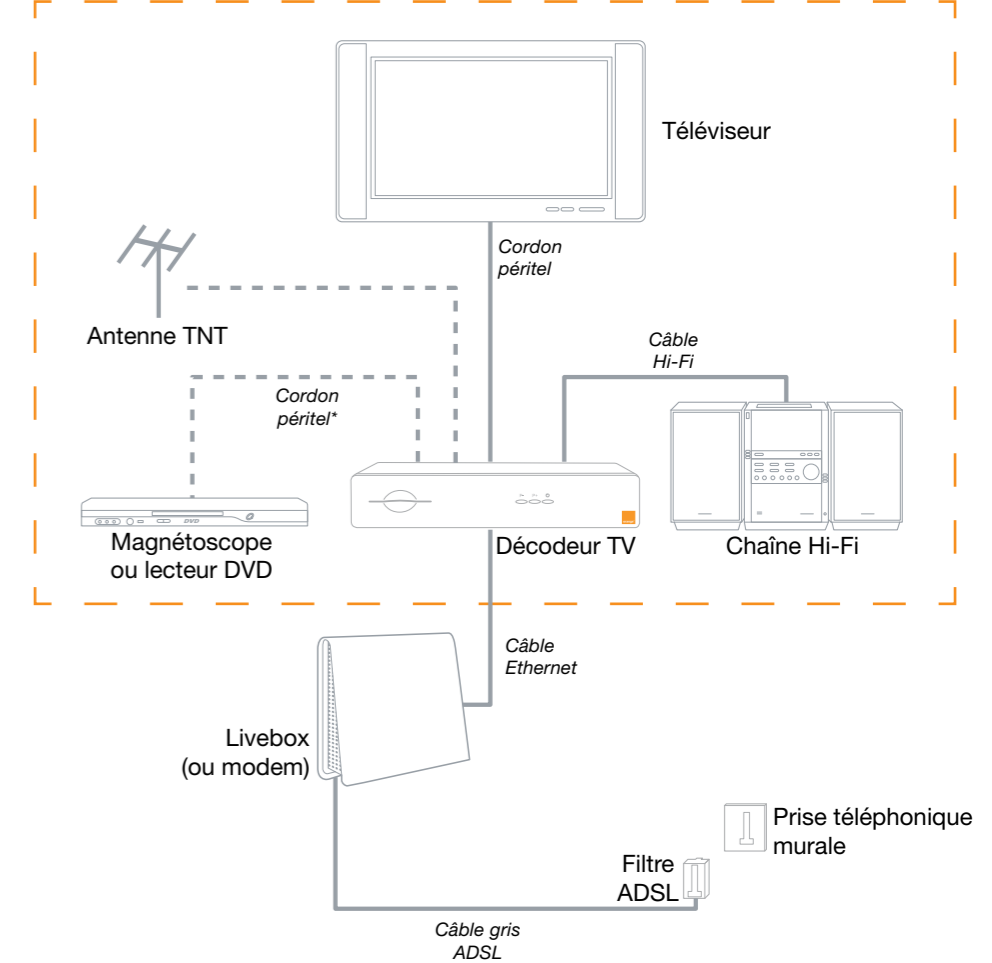 Téléviseur
Cordon
péritel
Antenne TNT
Câble
Hi-Fi
Cordon
péritel*
DVD
Magnétoscope
ou lecteur DVD
Décodeur TV
Chaîne Hi-Fi
Câble
Ethernet
Livebox
(ou modem)
Prise téléphonique
murale
Filtre
ADSL
Câble gris
ADSL